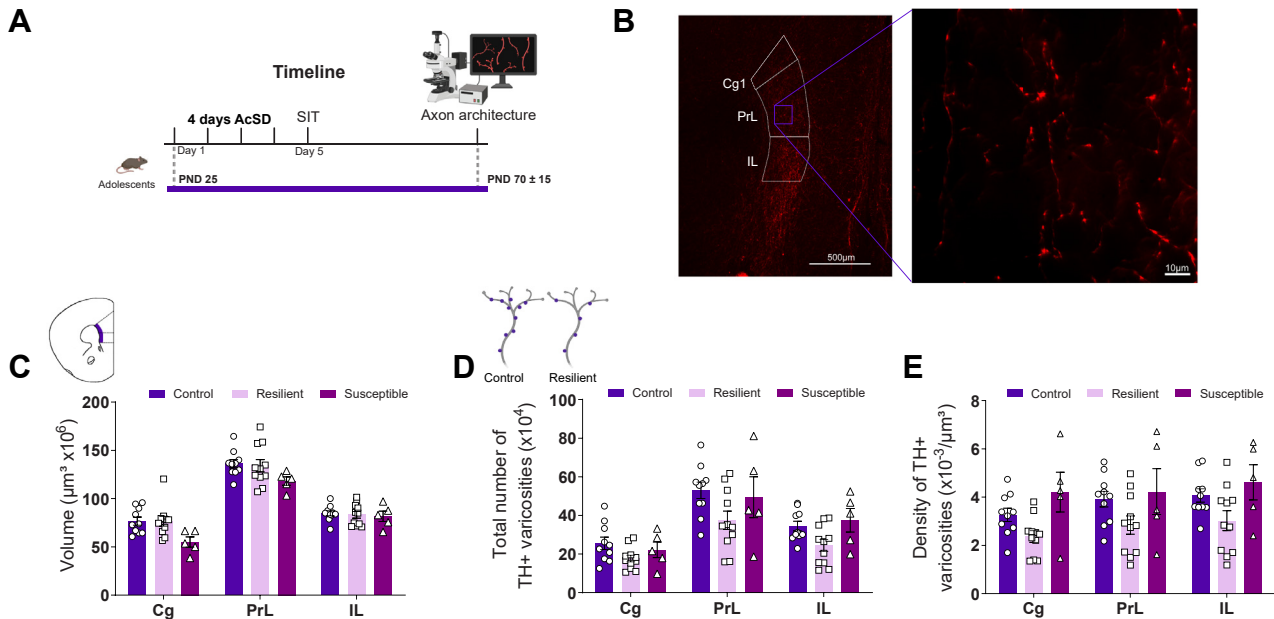 A
Timeline
4 days AcSD
SIT
Axon architecture
Day 1
Day 5
Adolescents
PND 25
PND 70 ± 15
B
Cg1
PrL
IL
500μm
10μm
C
Control
Resilient
Susceptible
Volume (μm³ x10⁶)
200
150
100
50
0
Cg
PrL
IL
D
Control
Resilient
Control
Resilient
Susceptible
Total number of
TH+ varicosities (x10⁴)
100
80
60
40
20
0
Cg
PrL
IL
E
Control
Resilient
Susceptible
Density of TH+
varicosities (x10⁻³/μm³)
8
6
4
2
0
Cg
PrL
IL